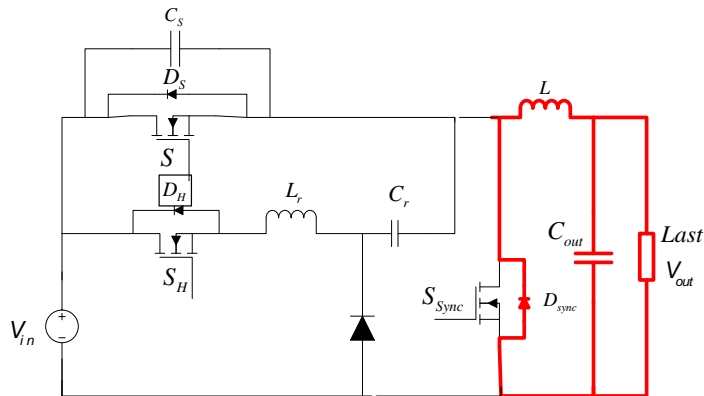 C_S
D_S
S
D_H
S_H
L_r
C_r
L
V_in
+
−
S_Sync
D_sync
C_out
Last
V_out